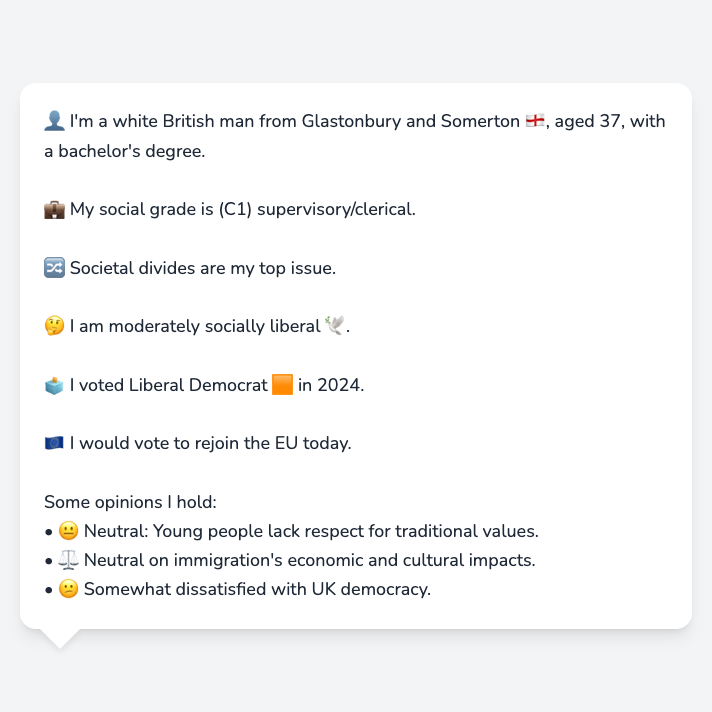 👤 I'm a white British man from Glastonbury and Somerton 🏴󠁧󠁢󠁥󠁮󠁧󠁿, aged 37, with
a bachelor's degree.
💼 My social grade is (C1) supervisory/clerical.
🔀 Societal divides are my top issue.
🤔 I am moderately socially liberal 🕊️.
🗳️ I voted Liberal Democrat 🟧 in 2024.
🇪🇺 I would vote to rejoin the EU today.
Some opinions I hold:
• 😐 Neutral: Young people lack respect for traditional values.
• ⚖️ Neutral on immigration's economic and cultural impacts.
• 😕 Somewhat dissatisfied with UK democracy.